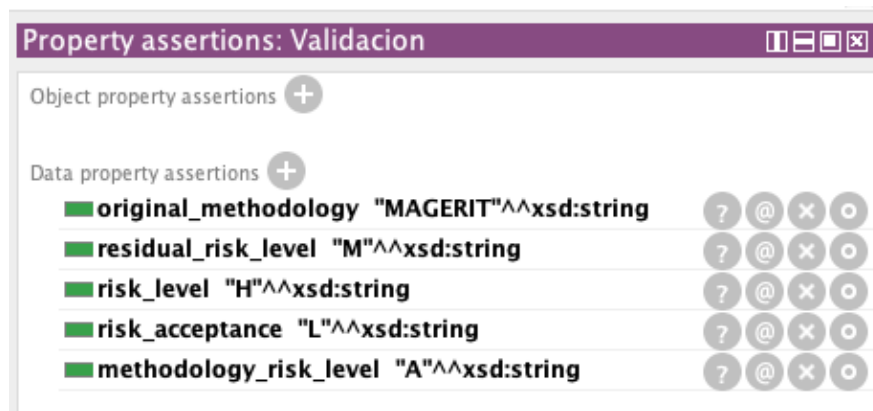 Property assertions: Validacion
Object property assertions
Data property assertions
original_methodology "MAGERIT"^^xsd:string
residual_risk_level "M"^^xsd:string
risk_level "H"^^xsd:string
risk_acceptance "L"^^xsd:string
methodology_risk_level "A"^^xsd:string